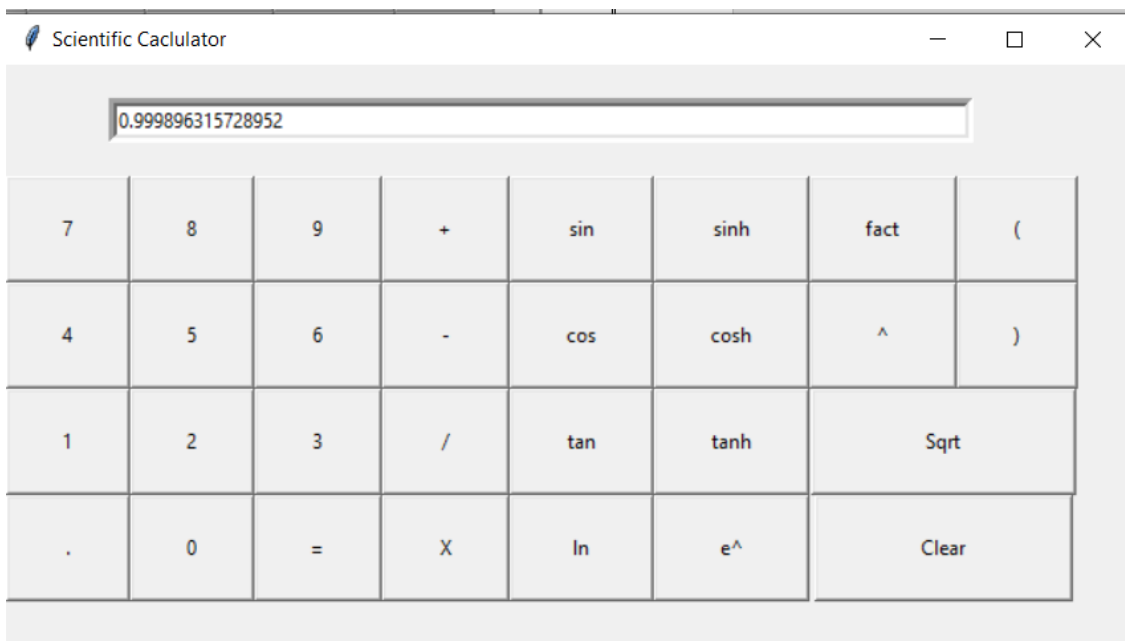 Scientific Caclulator
0.999896315728952
7 8 9 + sin sinh fact (
4 5 6 - cos cosh ^ )
1 2 3 / tan tanh Sqrt
. 0 = X ln e^ Clear